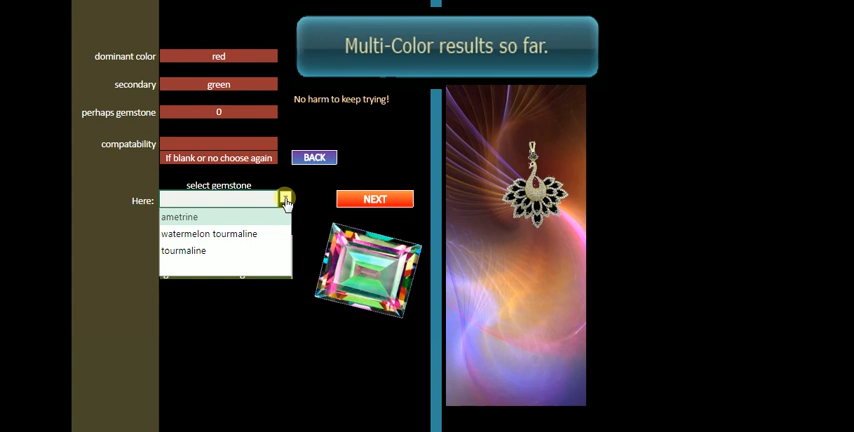 Multi-Color results so far.
dominant color red
secondary green
No harm to keep trying!
perhaps gemstone 0
compatability
If blank or no choose again BACK
select gemstone
Here: NEXT
ametrine
watermelon tourmaline
tourmaline